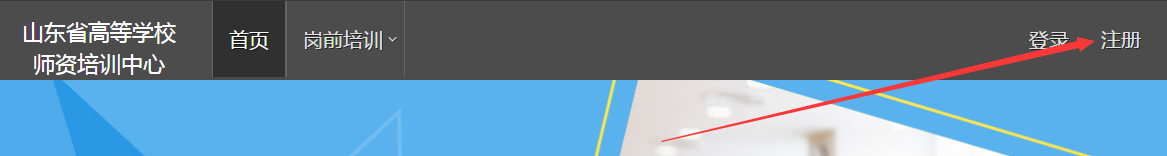 山东省高等学校
师资培训中心
首页
岗前培训
登录
注册